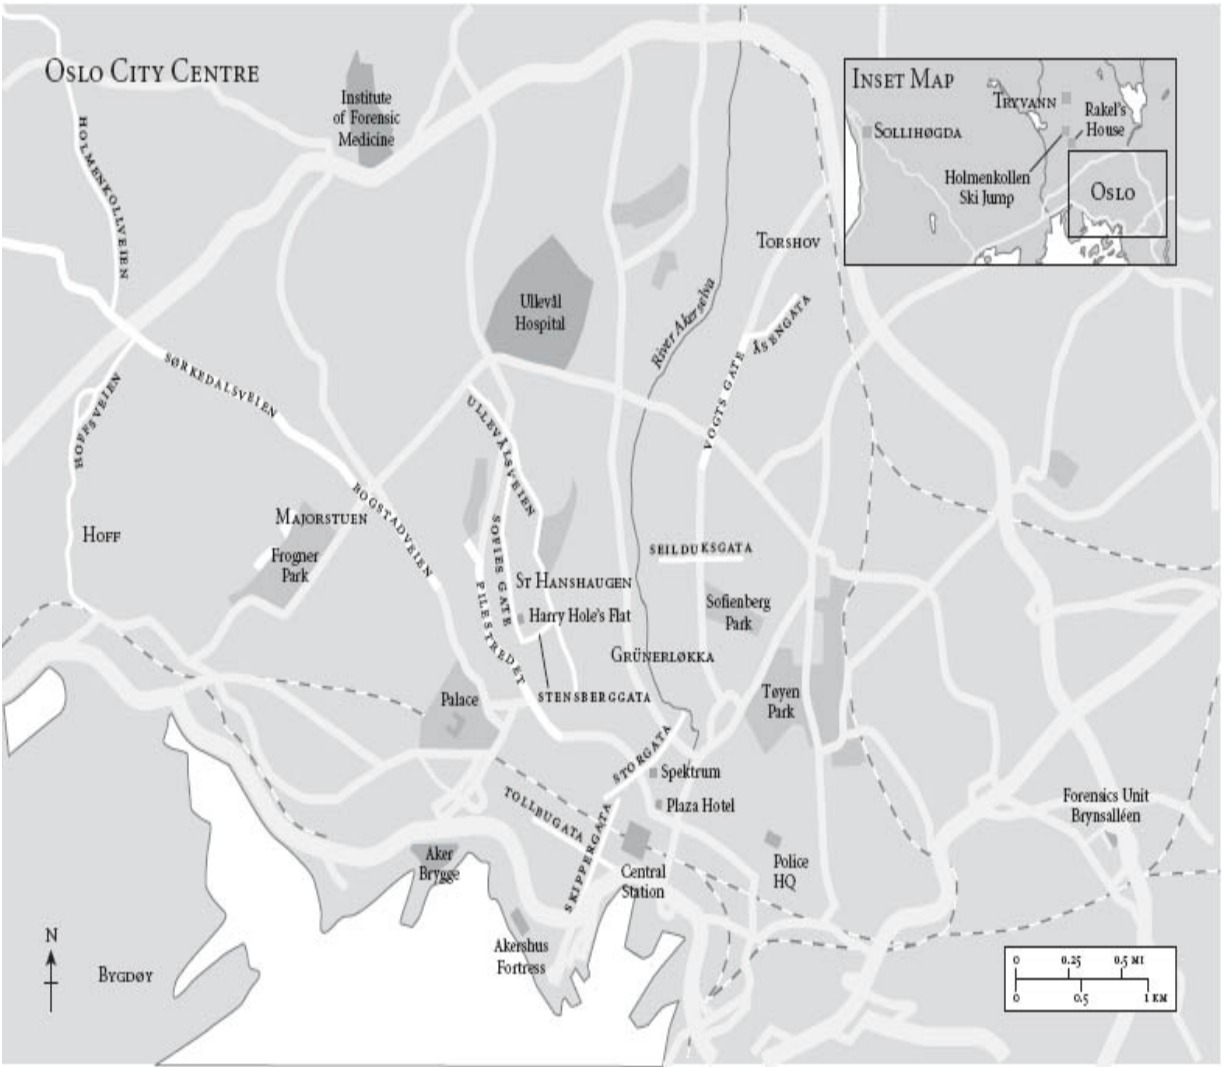 OSLO CITY CENTRE
INSET MAP
TRYVANN
Rakel's
House
SOLLIHØGDA
Holmenkollen
Ski Jump
OSLO
Institute
of Forensic
Medicine
HOLMENKOLLVEIEN
TORSHOV
Ullevål
Hospital
River Akerselva
ÅSENGATA
VOGTS GATE
SØRKEDALSVEIEN
HOFFSVEIEN
ULLEVÅLSVEIEN
BOGSTADVEIEN
MAJORSTUEN
HOFF
Frogner
Park
SOFIES GATE
PILESTREDET
SEILDUKSGATA
ST HANSHAUGEN
Harry Hole's Flat
Sofienberg
Park
GRÜNERLØKKA
STENSBERGGATA
Palace
Tøyen
Park
STORGATA
Spektrum
Plaza Hotel
TOLLBUGATA
SKIPPERGATA
Forensics Unit
Brynsalléen
Aker
Brygge
Central
Station
Police
HQ
Akershus
Fortress
N
BYGDØY
0 0.25 0.5 MI
0 0.5 1 KM